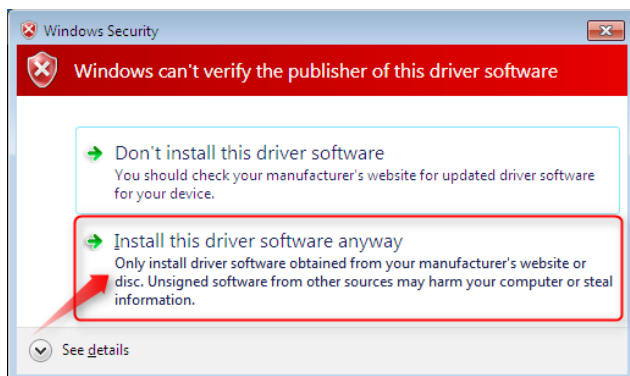 Windows Security
Windows can't verify the publisher of this driver software
Don't install this driver software
You should check your manufacturer's website for updated driver software
for your device.
Install this driver software anyway
Only install driver software obtained from your manufacturer's website or
disc. Unsigned software from other sources may harm your computer or steal
information.
See details